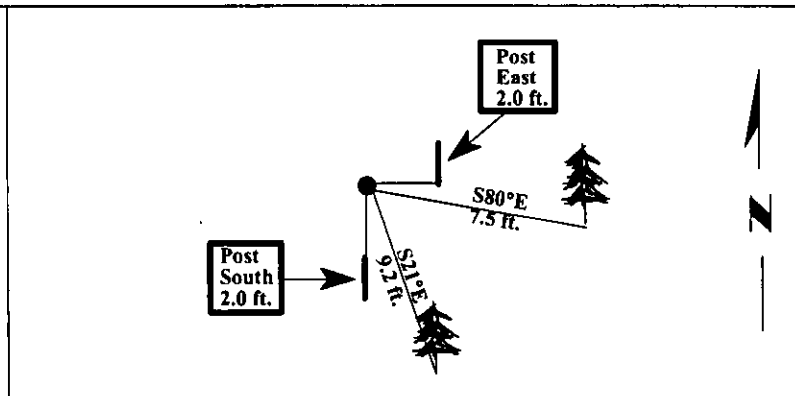 Post
East
2.0 ft.
S80°E
7.5 ft.
Post
South
2.0 ft.
S21°E
9.2 ft.
N